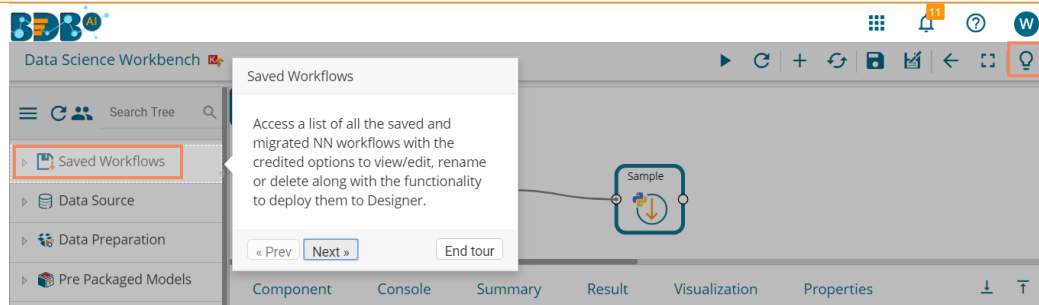 BDB AI
11
W
Data Science Workbench
Search Tree
Saved Workflows
Data Source
Data Preparation
Pre Packaged Models
Saved Workflows
Access a list of all the saved and
migrated NN workflows with the
credited options to view/edit, rename
or delete along with the functionality
to deploy them to Designer.
« Prev Next » End tour
Sample
Component Console Summary Result Visualization Properties